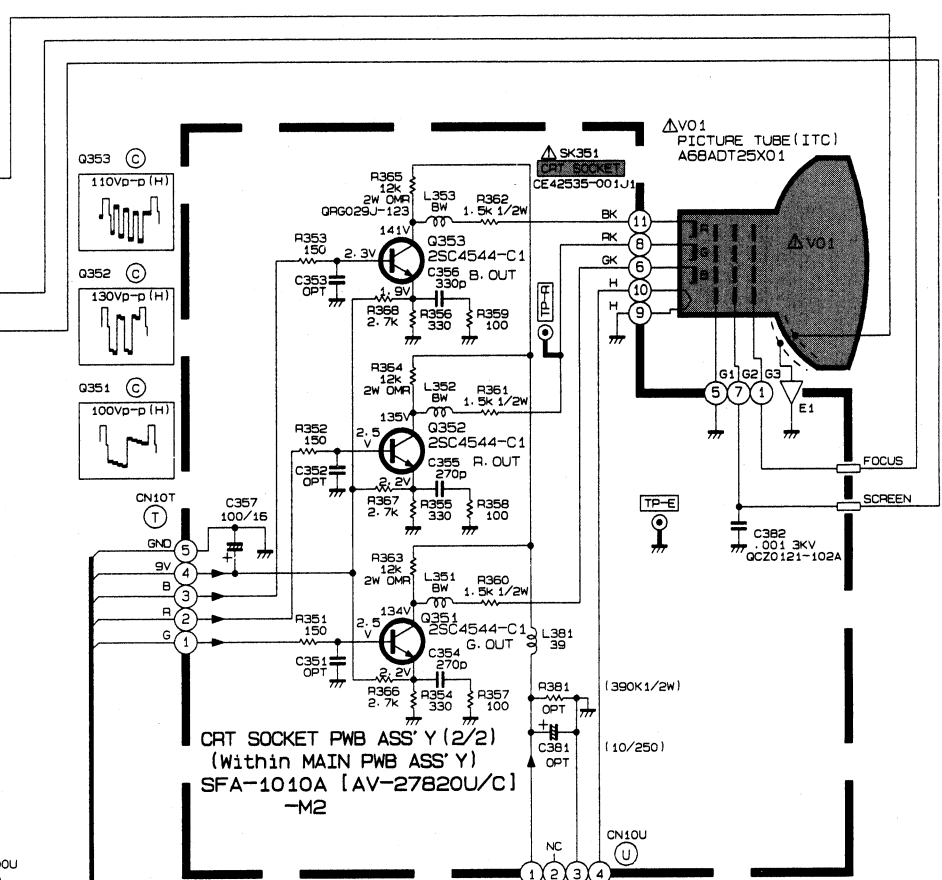 V01
PICTURE TUBE(ITC)
A68ADT25X01
Q353 C
110Vp-p(H)
Q352 C
130Vp-p(H)
Q351 C
100Vp-p(H)
SK351
CRT SOCKET
CE42535-001J1
R365
12k
2W OMR
QRG029J-123
L353
BW
R362
1.5k 1/2W
141V
Q353
2SC4544-C1
B. OUT
R353
150
2.3V
C353
OPT
C356
330p
1.9V
R368
2.7k
R356
330
R359
100
TP-R
BK
11
RK
8
GK
6
H
10
H
9
R
G
B
V01
R364
12k
2W OMR
L352
BW
R361
1.5k 1/2W
135V
Q352
2SC4544-C1
R. OUT
R352
150
2.5
V
C352
OPT
C355
270p
2.2V
R367
2.7k
R355
330
R358
100
5
G1
7
G2
1
G3
E1
FOCUS
SCREEN
TP-E
C382
.001 3KV
QCZ0121-102A
CN10T
T
C357
100/16
+
GND 5
9V 4
B 3
R 2
G 1
R363
12k
2W OMR
L351
BW
R360
1.5k 1/2W
134V
Q351
2SC4544-C1
G. OUT
R351
150
2.5
V
C351
OPT
C354
270p
2.2V
R366
2.7k
R354
330
R357
100
L381
39
R381
OPT
(390K1/2W)
+
C381
OPT
(10/250)
CRT SOCKET PWB ASS'Y(2/2)
(Within MAIN PWB ASS'Y)
SFA-1010A [AV-27820U/C]
-M2
NC
CN10U
U
1 2 3 4